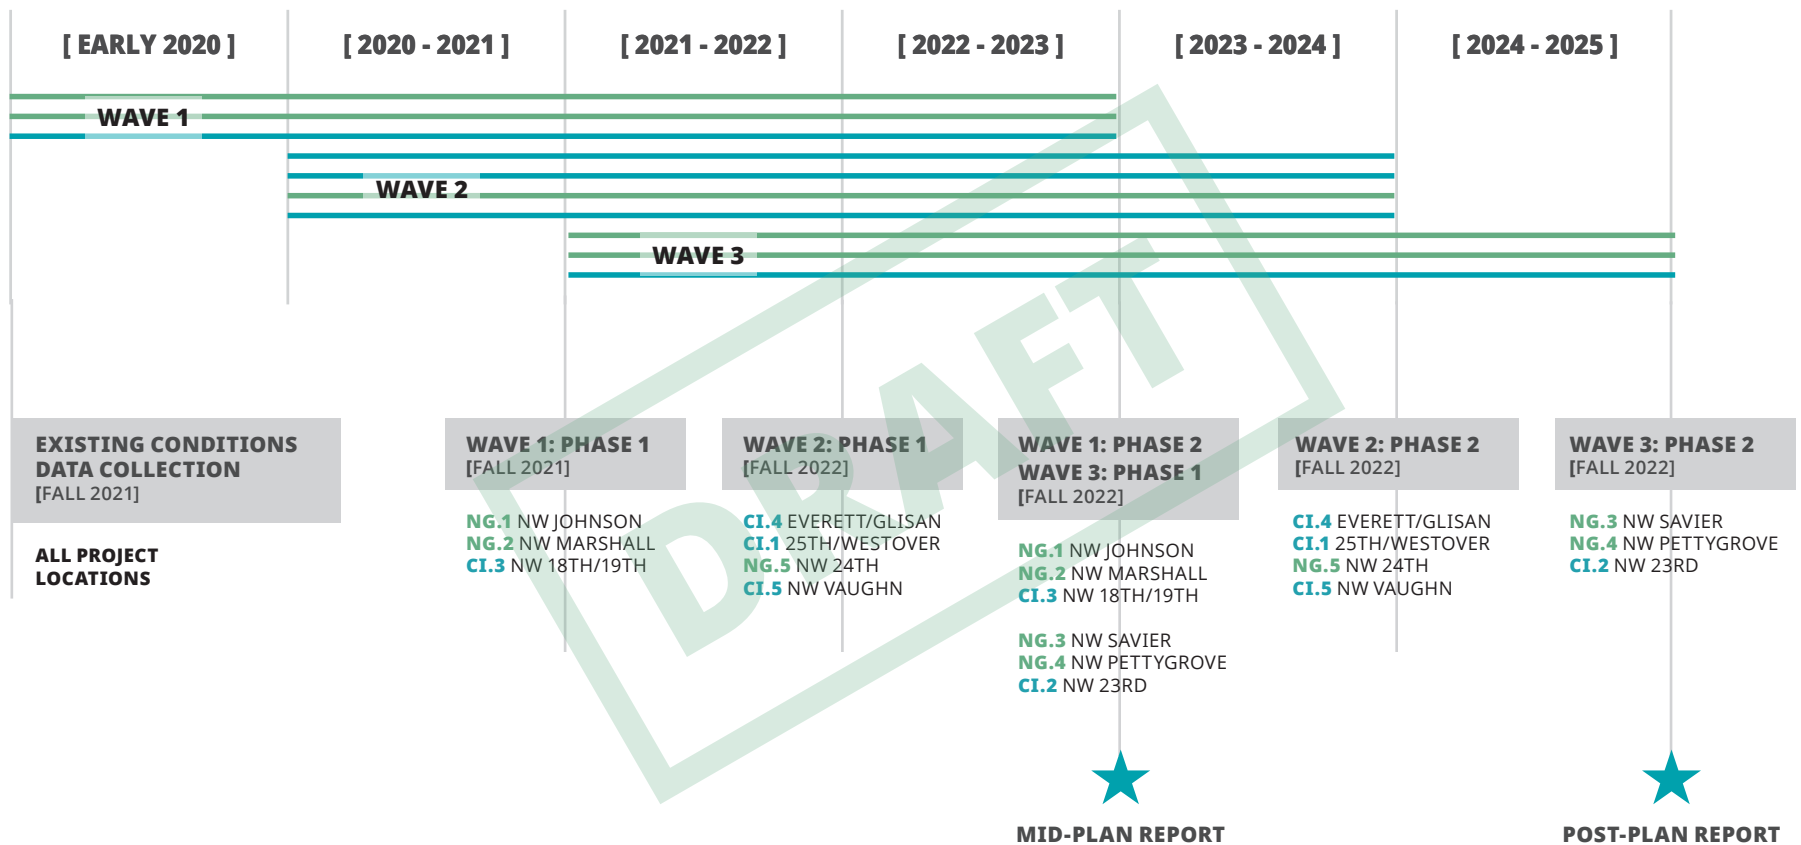 [ EARLY 2020 ]
[ 2020 - 2021 ]
[ 2021 - 2022 ]
[ 2022 - 2023 ]
[ 2023 - 2024 ]
[ 2024 - 2025 ]
WAVE 1
WAVE 2
WAVE 3
DRAFT
EXISTING CONDITIONS
DATA COLLECTION
[FALL 2021]
ALL PROJECT
LOCATIONS
WAVE 1: PHASE 1
[FALL 2021]
NG.1 NW JOHNSON
NG.2 NW MARSHALL
CI.3 NW 18TH/19TH
WAVE 2: PHASE 1
[FALL 2022]
CI.4 EVERETT/GLISAN
CI.1 25TH/WESTOVER
NG.5 NW 24TH
CI.5 NW VAUGHN
WAVE 1: PHASE 2
WAVE 3: PHASE 1
[FALL 2022]
NG.1 NW JOHNSON
NG.2 NW MARSHALL
CI.3 NW 18TH/19TH
NG.3 NW SAVIER
NG.4 NW PETTYGROVE
CI.2 NW 23RD
WAVE 2: PHASE 2
[FALL 2022]
CI.4 EVERETT/GLISAN
CI.1 25TH/WESTOVER
NG.5 NW 24TH
CI.5 NW VAUGHN
WAVE 3: PHASE 2
[FALL 2022]
NG.3 NW SAVIER
NG.4 NW PETTYGROVE
CI.2 NW 23RD
MID-PLAN REPORT
POST-PLAN REPORT